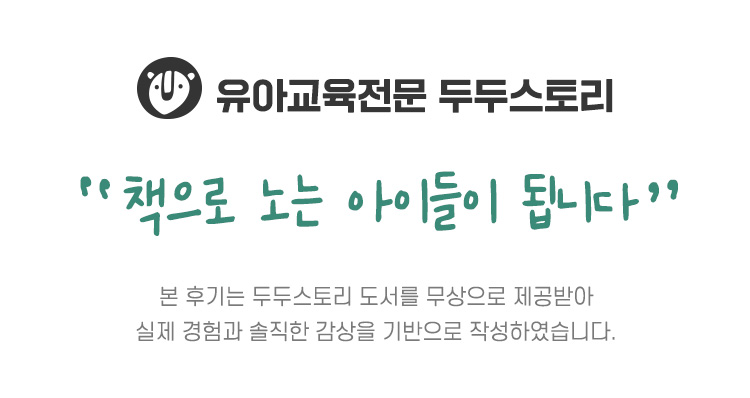 유아교육전문 두두스토리
“책으로 노는 아이들이 됩니다”
본 후기는 두두스토리 도서를 무상으로 제공받아
실제 경험과 솔직한 감상을 기반으로 작성하였습니다.